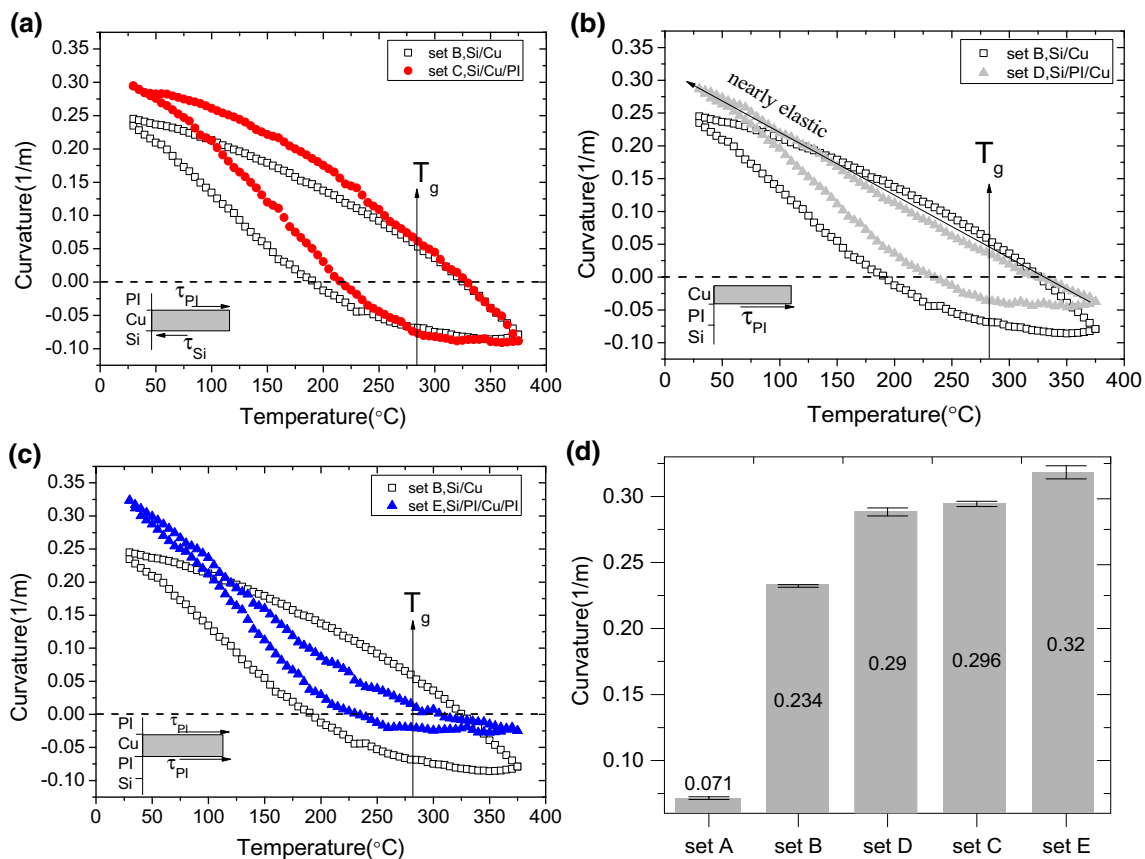 (a)
set B,Si/Cu
set C,Si/Cu/PI
0.35
0.30
0.25
0.20
0.15
0.10
0.05
0.00
-0.05
-0.10
Curvature(1/m)
Tg
PI
Cu
Si
τPI
τSi
0 50 100 150 200 250 300 350 400
Temperature(°C)
(b)
set B,Si/Cu
set D,Si/PI/Cu
nearly elastic
0.35
0.30
0.25
0.20
0.15
0.10
0.05
0.00
-0.05
-0.10
Curvature(1/m)
Tg
Cu
PI
Si
τPI
0 50 100 150 200 250 300 350 400
Temperature(°C)
(c)
set B,Si/Cu
set E,Si/PI/Cu/PI
0.35
0.30
0.25
0.20
0.15
0.10
0.05
0.00
-0.05
-0.10
Curvature(1/m)
Tg
PI
Cu
PI
Si
τPI
τPI
0 50 100 150 200 250 300 350 400
Temperature(°C)
(d)
0.30
0.25
0.20
0.15
0.10
Curvature(1/m)
0.071
0.234
0.29
0.296
0.32
set A set B set D set C set E